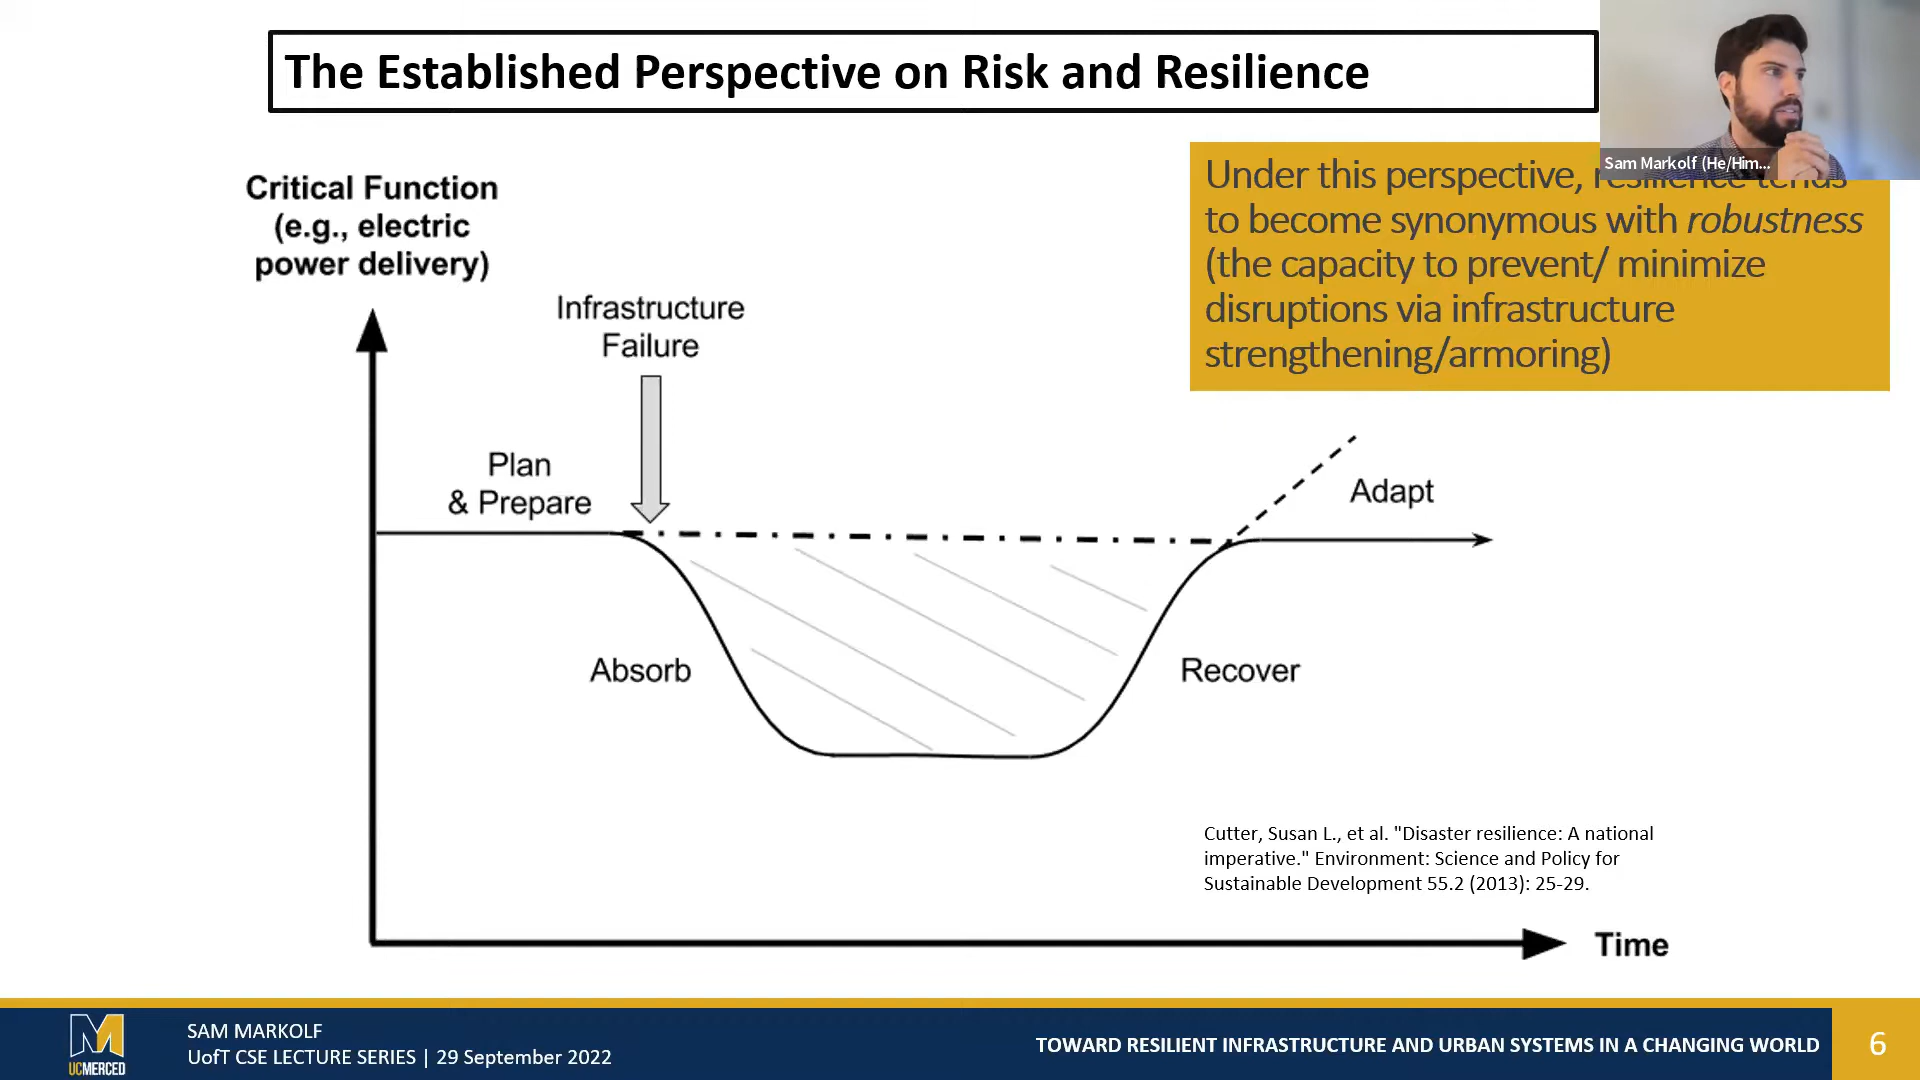 The Established Perspective on Risk and Resilience
Sam Markolf (He/Him...
Under this perspective, resilience tends
to become synonymous with robustness
(the capacity to prevent/ minimize
disruptions via infrastructure
strengthening/armoring)
Critical Function
(e.g., electric
power delivery)
Infrastructure
Failure
Plan
& Prepare
Adapt
Absorb
Recover
Cutter, Susan L., et al. "Disaster resilience: A national
imperative." Environment: Science and Policy for
Sustainable Development 55.2 (2013): 25-29.
Time
UCMERCED
SAM MARKOLF
UofT CSE LECTURE SERIES | 29 September 2022
TOWARD RESILIENT INFRASTRUCTURE AND URBAN SYSTEMS IN A CHANGING WORLD
6